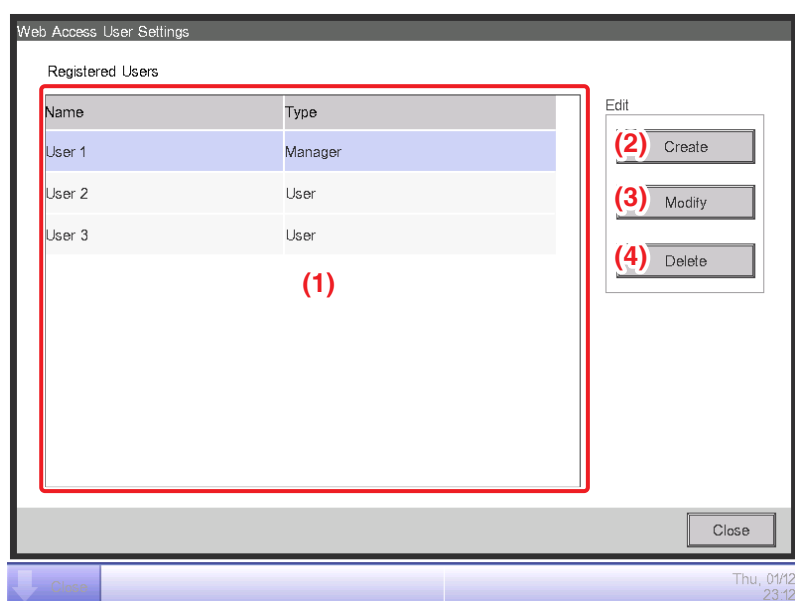 Web Access User Settings
Registered Users
Name Type
User 1 Manager
User 2 User
User 3 User
(1)
Edit
(2) Create
(3) Modify
(4) Delete
Close
Thu, 01/12
23:12